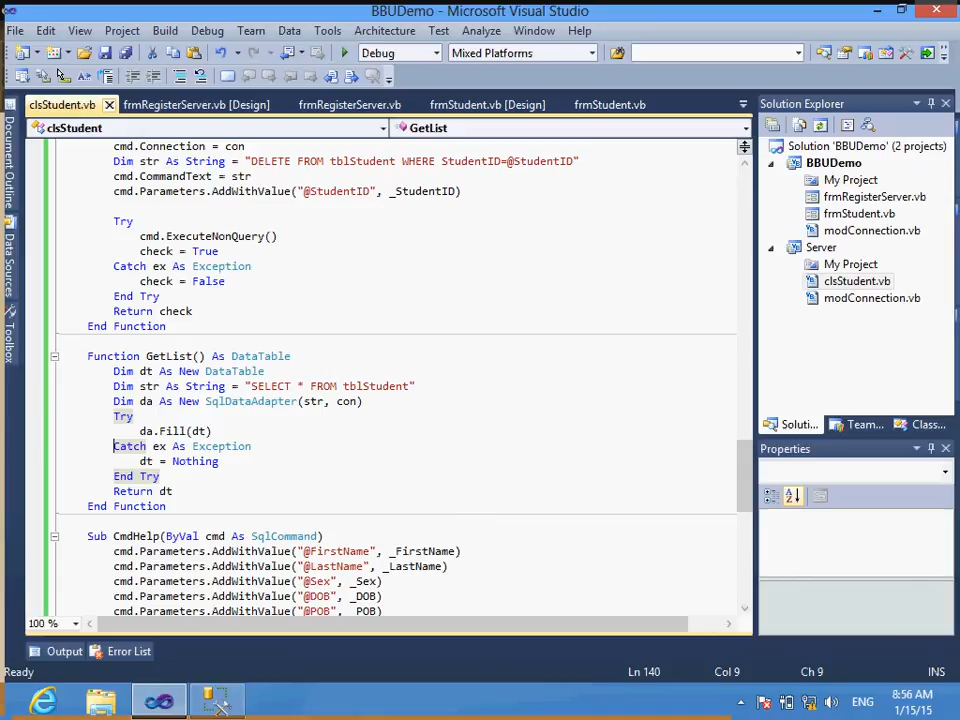 BBUDemo - Microsoft Visual Studio
File Edit View Project Build Debug Team Data Tools Architecture Test Analyze Window Help
Debug Mixed Platforms
clsStudent.vb frmRegisterServer.vb [Design] frmRegisterServer.vb frmStudent.vb [Design] frmStudent.vb
clsStudent GetList
cmd.Connection = con
Dim str As String = "DELETE FROM tblStudent WHERE StudentID=@StudentID"
cmd.CommandText = str
cmd.Parameters.AddWithValue("@StudentID", _StudentID)
Try
cmd.ExecuteNonQuery()
check = True
Catch ex As Exception
check = False
End Try
Return check
End Function
Function GetList() As DataTable
Dim dt As New DataTable
Dim str As String = "SELECT * FROM tblStudent"
Dim da As New SqlDataAdapter(str, con)
Try
da.Fill(dt)
Catch ex As Exception
dt = Nothing
End Try
Return dt
End Function
Sub CmdHelp(ByVal cmd As SqlCommand)
cmd.Parameters.AddWithValue("@FirstName", _FirstName)
cmd.Parameters.AddWithValue("@LastName", _LastName)
cmd.Parameters.AddWithValue("@Sex", _Sex)
cmd.Parameters.AddWithValue("@DOB", _DOB)
cmd.Parameters.AddWithValue("@POB", _POB)
100 %
Document Outline
Data Sources
Toolbox
Solution Explorer
Solution 'BBUDemo' (2 projects)
BBUDemo
My Project
frmRegisterServer.vb
frmStudent.vb
modConnection.vb
Server
My Project
clsStudent.vb
modConnection.vb
Soluti... Team... Class...
Properties
Output Error List
Ready Ln 140 Col 9 Ch 9 INS
ENG
8:56 AM
1/15/15